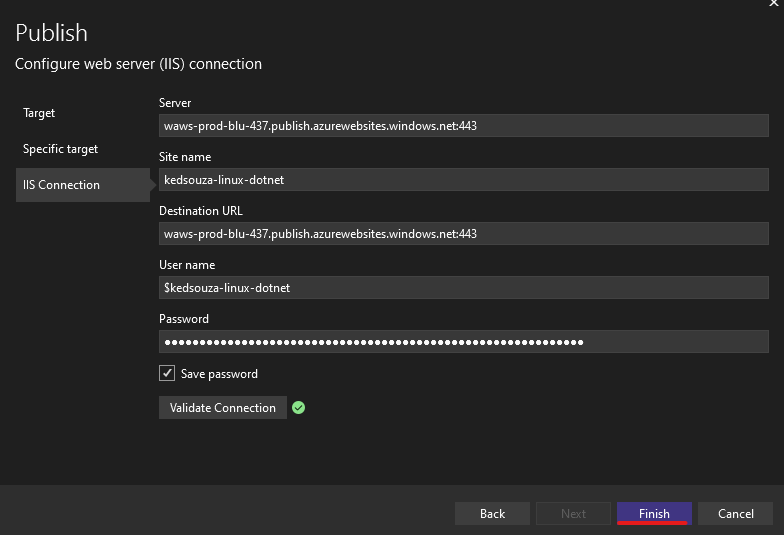 Publish
Configure web server (IIS) connection
Target
Specific target
IIS Connection
Server
waws-prod-blu-437.publish.azurewebsites.windows.net:443
Site name
kedsouza-linux-dotnet
Destination URL
waws-prod-blu-437.publish.azurewebsites.windows.net:443
User name
$kedsouza-linux-dotnet
Password
Save password
Validate Connection
Back
Next
Finish
Cancel